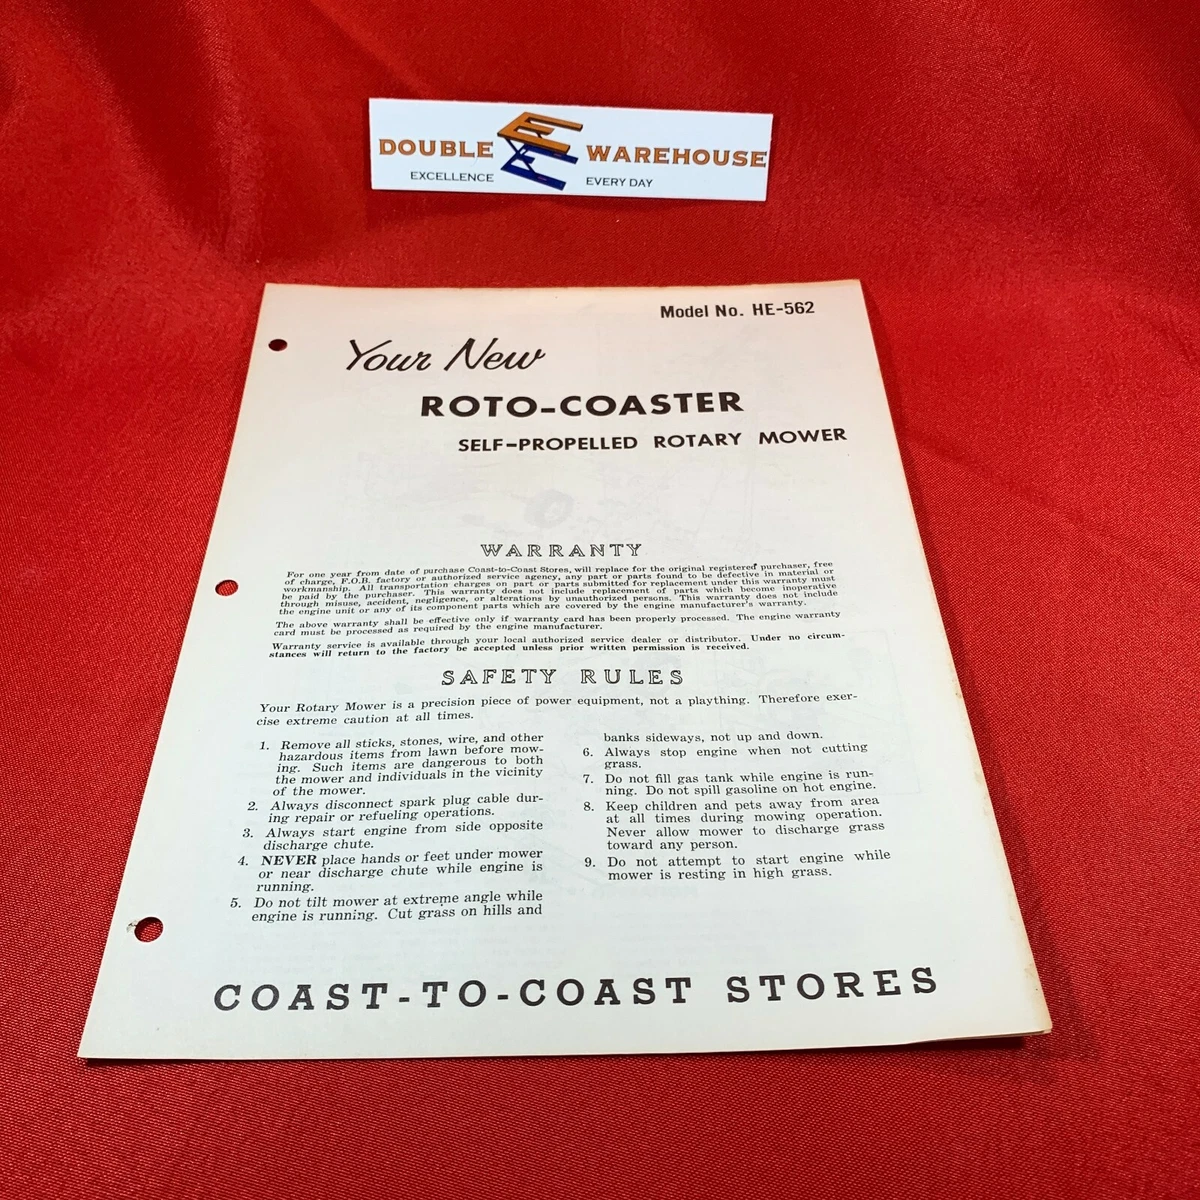 DOUBLE EE WAREHOUSE
EXCELLENCE EVERY DAY
Model No. HE-562
Your New
ROTO-COASTER
SELF-PROPELLED ROTARY MOWER
WARRANTY
For one year from date of purchase Coast-to-Coast Stores, will replace for the original registered purchaser, free
of charge, F.O.B. factory or authorized service agency, any part or parts found to be defective in material or
workmanship. All transportation charges on part or parts submitted for replacement under this warranty must
be paid by the purchaser. This warranty does not include replacement of parts which become inoperative
through misuse, accident, negligence, or alterations by unauthorized persons. This warranty does not include
the engine unit or any of its component parts which are covered by the engine manufacturer's warranty.
The above warranty shall be effective only if warranty card has been properly processed. The engine warranty
card must be processed as required by the engine manufacturer.
Warranty service is available through your local authorized service dealer or distributor. Under no circum-
stances will return to the factory be accepted unless prior written permission is received.
SAFETY RULES
Your Rotary Mower is a precision piece of power equipment, not a plaything. Therefore exer-
cise extreme caution at all times.
1. Remove all sticks, stones, wire, and other
hazardous items from lawn before mow-
ing. Such items are dangerous to both
the mower and individuals in the vicinity
of the mower.
2. Always disconnect spark plug cable dur-
ing repair or refueling operations.
3. Always start engine from side opposite
discharge chute.
4. NEVER place hands or feet under mower
or near discharge chute while engine is
running.
5. Do not tilt mower at extreme angle while
engine is running. Cut grass on hills and
banks sideways, not up and down.
6. Always stop engine when not cutting
grass.
7. Do not fill gas tank while engine is run-
ning. Do not spill gasoline on hot engine.
8. Keep children and pets away from area
at all times during mowing operation.
Never allow mower to discharge grass
toward any person.
9. Do not attempt to start engine while
mower is resting in high grass.
COAST-TO-COAST STORES